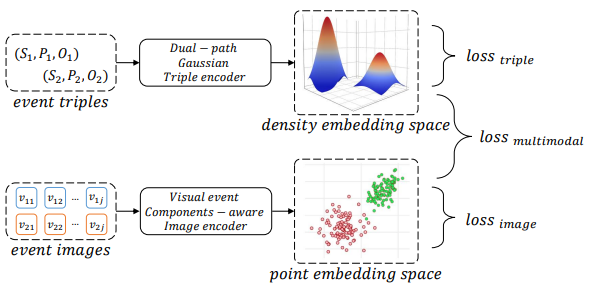 (S₁, P₁, O₁)
(S₂, P₂, O₂)
event triples
Dual − path
Gaussian
Triple encoder
density embedding space
loss triple
loss multimodal
v₁₁ v₁₂ ... v₁ⱼ
v₂₁ v₂₂ ... v₂ⱼ
event images
Visual event
Components − aware
Image encoder
point embedding space
loss image